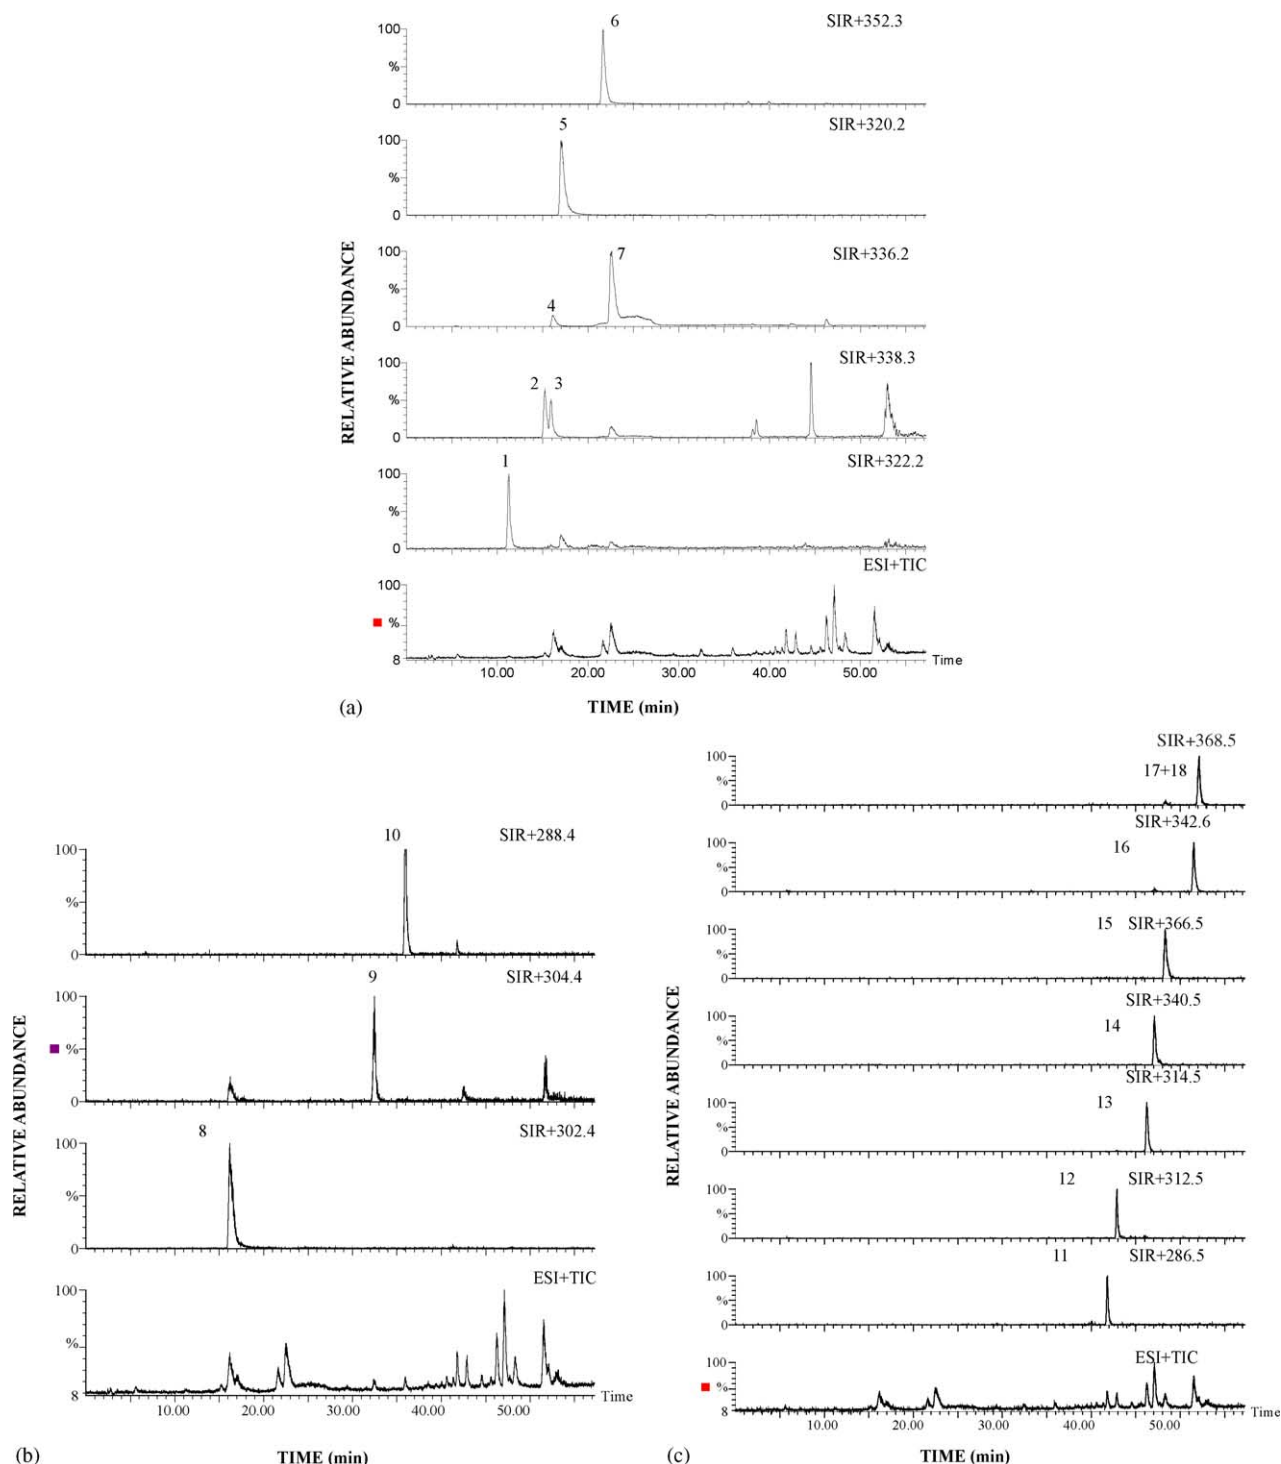 6
SIR+352.3
100
%
0
5
SIR+320.2
100
%
0
7
SIR+336.2
100
%
4
0
SIR+338.3
100
2 3
%
0
1
SIR+322.2
100
%
0
ESI+TIC
100
%
8
Time
10.00 20.00 30.00 40.00 50.00
RELATIVE ABUNDANCE
(a)
TIME (min)
10
SIR+288.4
100
%
0
9
SIR+304.4
100
%
0
8
SIR+302.4
100
%
0
ESI+TIC
100
%
8
Time
10.00 20.00 30.00 40.00 50.00
RELATIVE ABUNDANCE
(b)
TIME (min)
SIR+368.5
100
17+18
%
0
SIR+342.6
100
16
%
0
15
SIR+366.5
100
%
0
SIR+340.5
100
14
%
0
SIR+314.5
100
13
%
0
12
SIR+312.5
100
%
0
11
SIR+286.5
100
%
0
ESI+TIC
100
%
8
Time
10.00 20.00 30.00 40.00 50.00
RELATIVE ABUNDANCE
(c)
TIME (min)